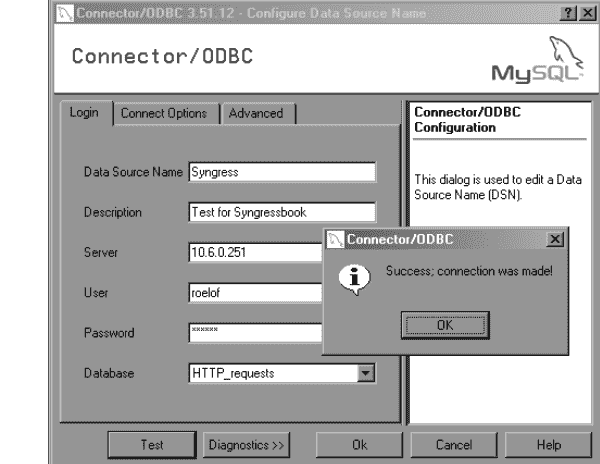 Connector/ODBC 3.51.12 - Configure Data Source Name
Connector/ODBC
MySQL
Login Connect Options Advanced
Data Source Name Syngress
Description Test for Syngressbook
Server 10.6.0.251
User roelof
Password ××××××
Database HTTP_requests
Connector/ODBC
Configuration
This dialog is used to edit a Data
Source Name (DSN).
Connector/ODBC
Success; connection was made!
OK
Test Diagnostics >> Ok Cancel Help